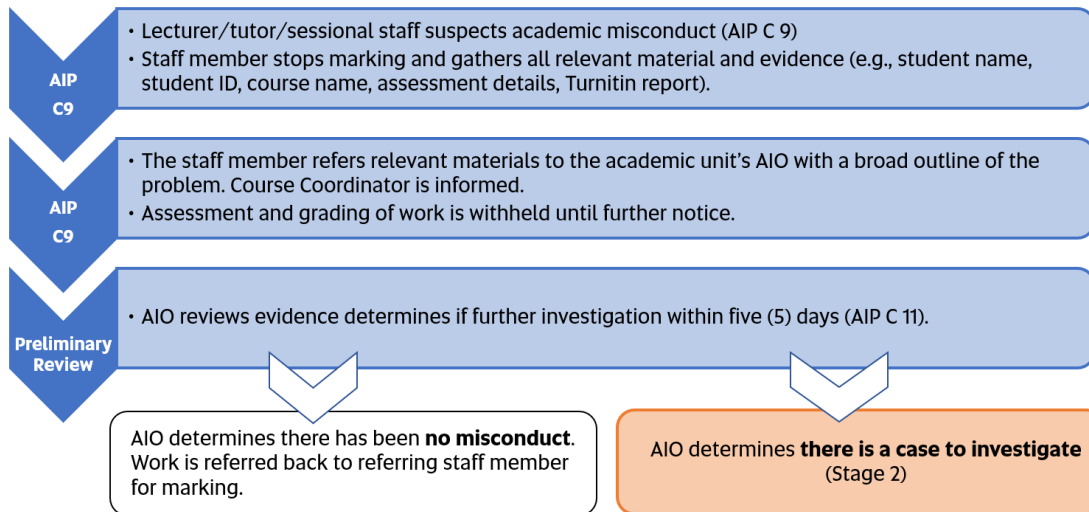 AIP
C9
• Lecturer/tutor/sessional staff suspects academic misconduct (AIP C 9)
• Staff member stops marking and gathers all relevant material and evidence (e.g., student name,
student ID, course name, assessment details, Turnitin report).
AIP
C9
• The staff member refers relevant materials to the academic unit's AIO with a broad outline of the
problem. Course Coordinator is informed.
• Assessment and grading of work is withheld until further notice.
Preliminary
Review
• AIO reviews evidence determines if further investigation within five (5) days (AIP C 11).
AIO determines there has been no misconduct.
Work is referred back to referring staff member
for marking.
AIO determines there is a case to investigate
(Stage 2)